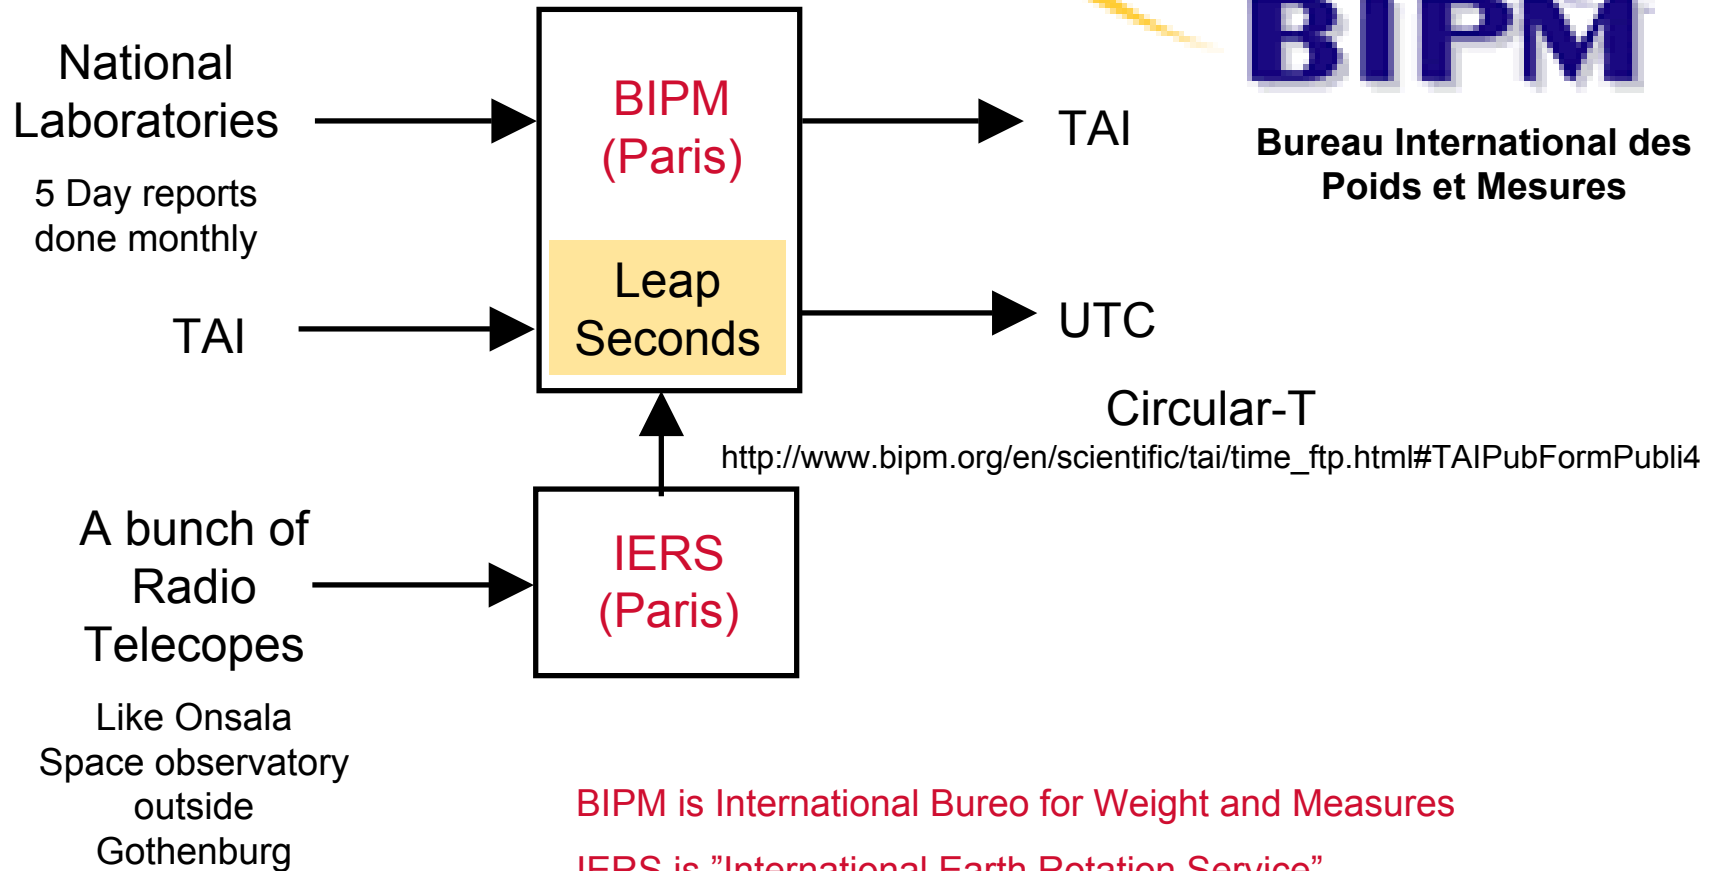 BIPM
National
Laboratories
5 Day reports
done monthly
BIPM
(Paris)
TAI
Bureau International des
Poids et Mesures
TAI
Leap
Seconds
UTC
Circular-T
http://www.bipm.org/en/scientific/tai/time_ftp.html#TAIPubFormPubli4
A bunch of
Radio
Telecopes
Like Onsala
Space observatory
outside
Gothenburg
IERS
(Paris)
BIPM is International Bureo for Weight and Measures
IERS is ”International Earth Rotation Service”